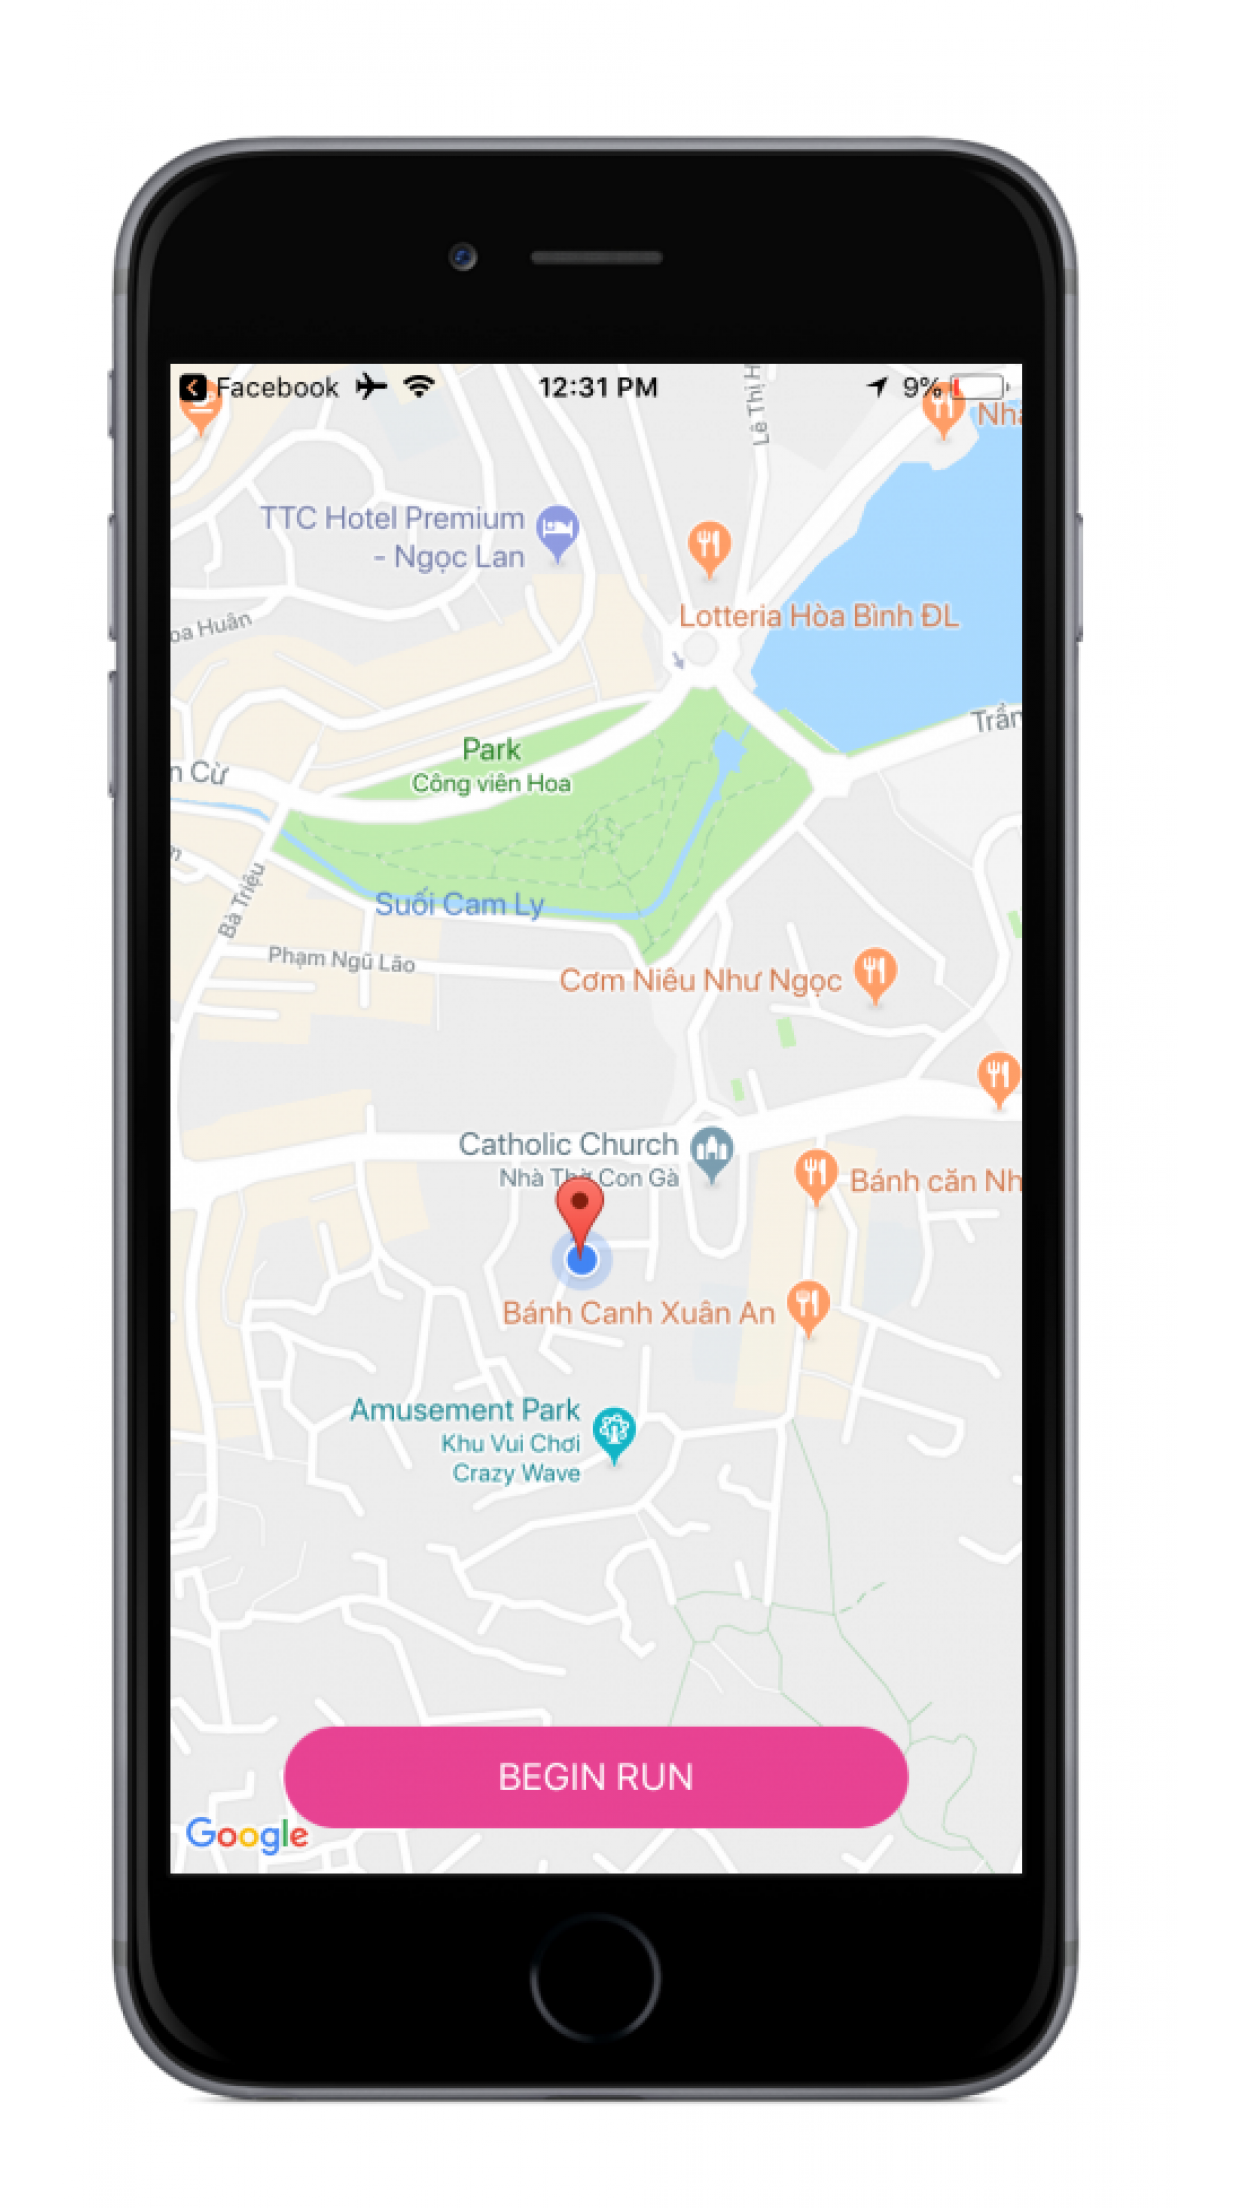 Facebook
12:31 PM
9%
Lê Thị H
Nhà
TTC Hotel Premium
- Ngọc Lan
Lotteria Hòa Bình ĐL
oa Huân
Trần
Park
Công viên Hoa
n Cừ
Bà Triệu
Suối Cam Ly
Phạm Ngũ Lão
Cơm Niêu Như Ngọc
Catholic Church
Nhà Thờ Con Gà
Bánh căn Nh
Bánh Canh Xuân An
Amusement Park
Khu Vui Chơi
Crazy Wave
BEGIN RUN
Google